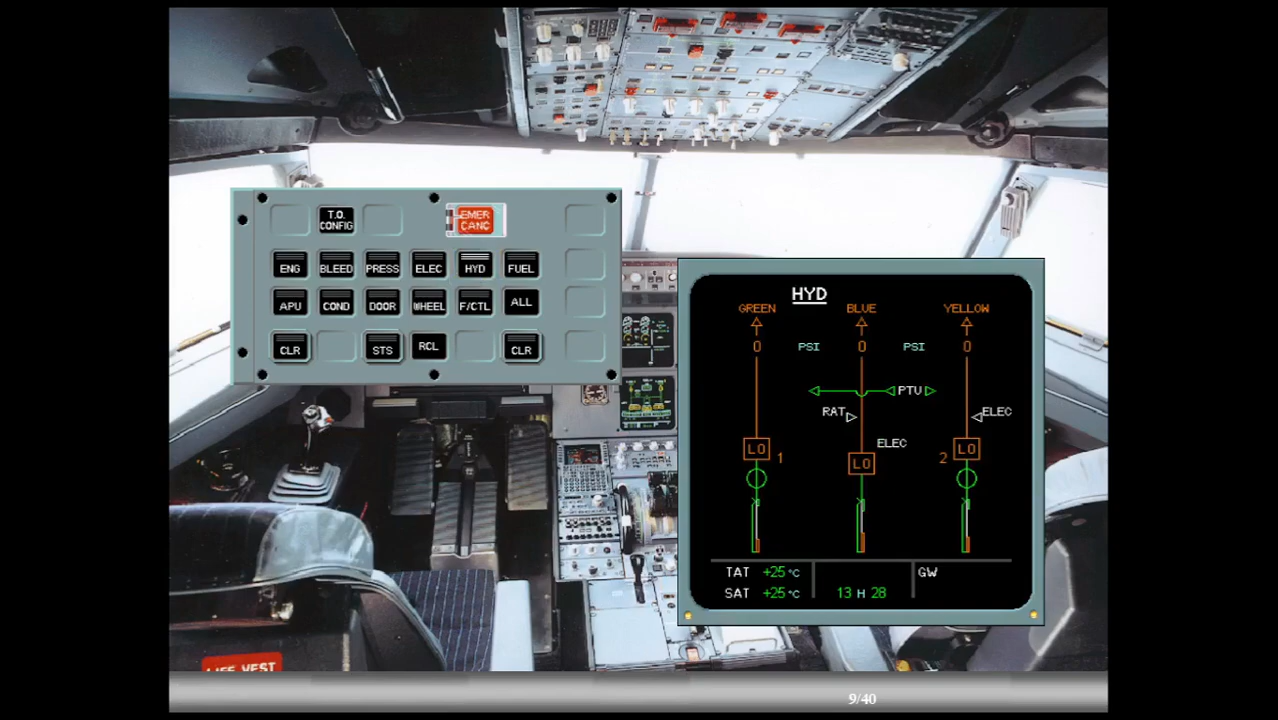 T.O.
CONFIG
EMER
CANC
ENG BLEED PRESS ELEC HYD FUEL
APU COND DOOR WHEEL F/CTL ALL
CLR STS RCL CLR
HYD
GREEN BLUE YELLOW
0 PSI 0 PSI 0
PTU
RAT ELEC
ELEC
LO 1 LO 2 LO
TAT +25 °C GW
SAT +25 °C 13 H 28
LIFE VEST
9/40